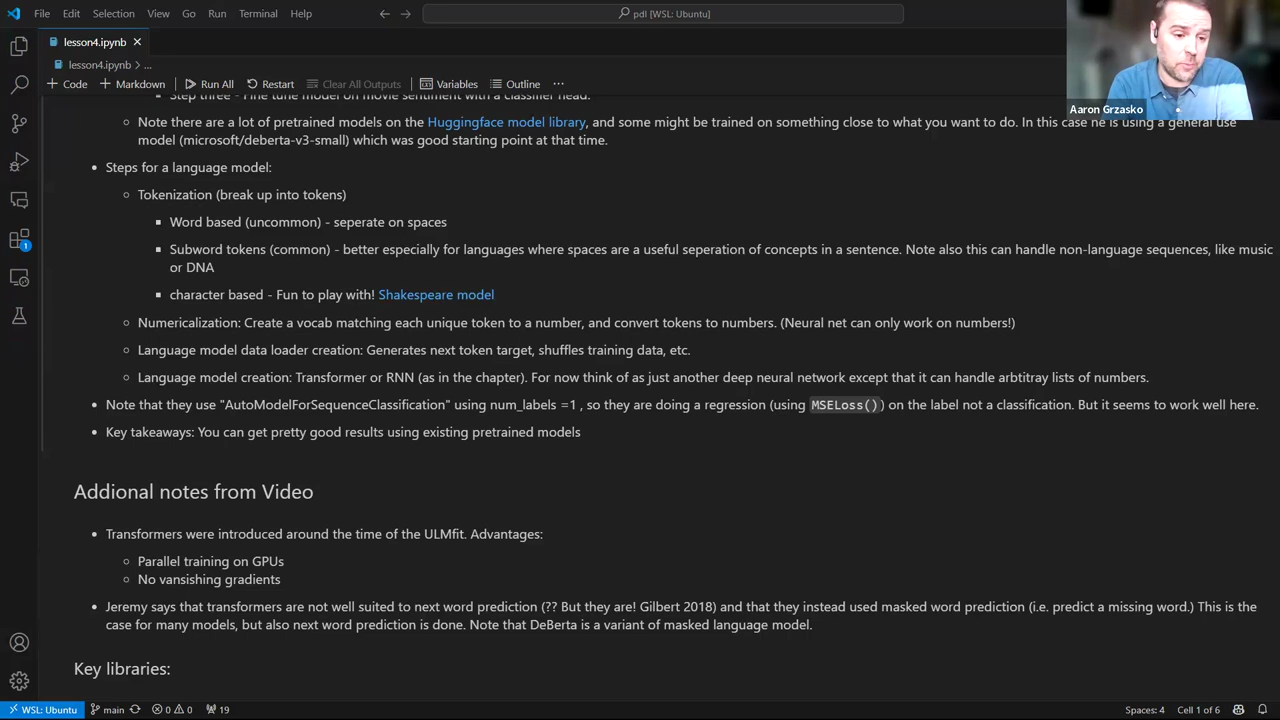 File Edit Selection View Go Run Terminal Help
pdl [WSL: Ubuntu]
lesson4.ipynb
lesson4.ipynb > ...
+ Code + Markdown Run All Restart Clear All Outputs Variables Outline ...
Aaron Grzasko
Step three - Fine tune model on movie sentiment with a classifier head.
Note there are a lot of pretrained models on the Huggingface model library, and some might be trained on something close to what you want to do. In this case he is using a general use
model (microsoft/deberta-v3-small) which was good starting point at that time.
Steps for a language model:
Tokenization (break up into tokens)
Word based (uncommon) - seperate on spaces
Subword tokens (common) - better especially for languages where spaces are a useful seperation of concepts in a sentence. Note also this can handle non-language sequences, like music
or DNA
character based - Fun to play with! Shakespeare model
Numericalization: Create a vocab matching each unique token to a number, and convert tokens to numbers. (Neural net can only work on numbers!)
Language model data loader creation: Generates next token target, shuffles training data, etc.
Language model creation: Transformer or RNN (as in the chapter). For now think of as just another deep neural network except that it can handle arbtitray lists of numbers.
Note that they use "AutoModelForSequenceClassification" using num_labels =1 , so they are doing a regression (using MSELoss() ) on the label not a classification. But it seems to work well here.
Key takeaways: You can get pretty good results using existing pretrained models
Addional notes from Video
Transformers were introduced around the time of the ULMfit. Advantages:
Parallel training on GPUs
No vansishing gradients
Jeremy says that transformers are not well suited to next word prediction (?? But they are! Gilbert 2018) and that they instead used masked word prediction (i.e. predict a missing word.) This is the
case for many models, but also next word prediction is done. Note that DeBerta is a variant of masked language model.
Key libraries:
1
WSL: Ubuntu main 0 0 19 Spaces: 4 Cell 1 of 6